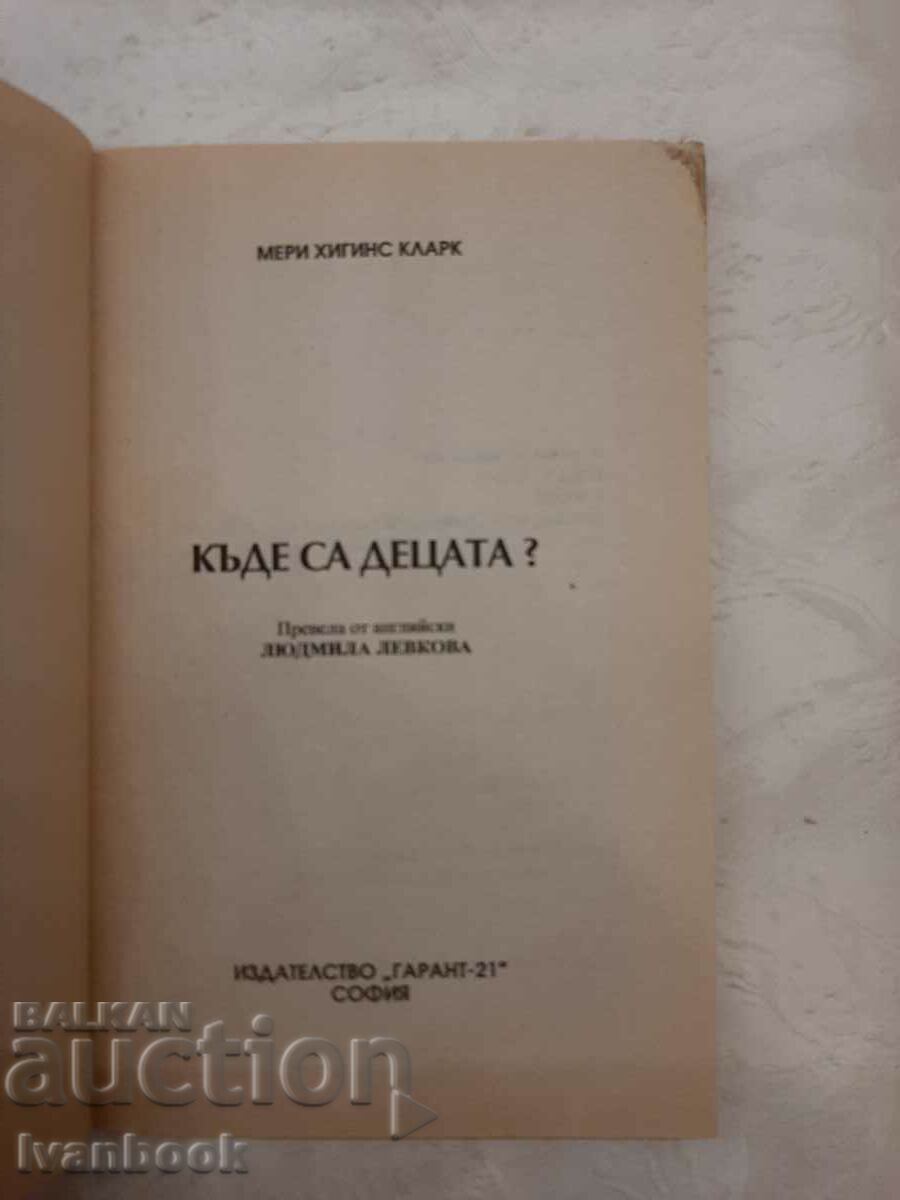 МЕРИ ХИГИНС КЛАРК
КЪДЕ СА ДЕЦАТА?
Превела от английски
ЛЮДМИЛА ЛЕВКОВА
ИЗДАТЕЛСТВО „ГАРАНТ-21"
СОФИЯ
BALKAN
auction
Ivanbook